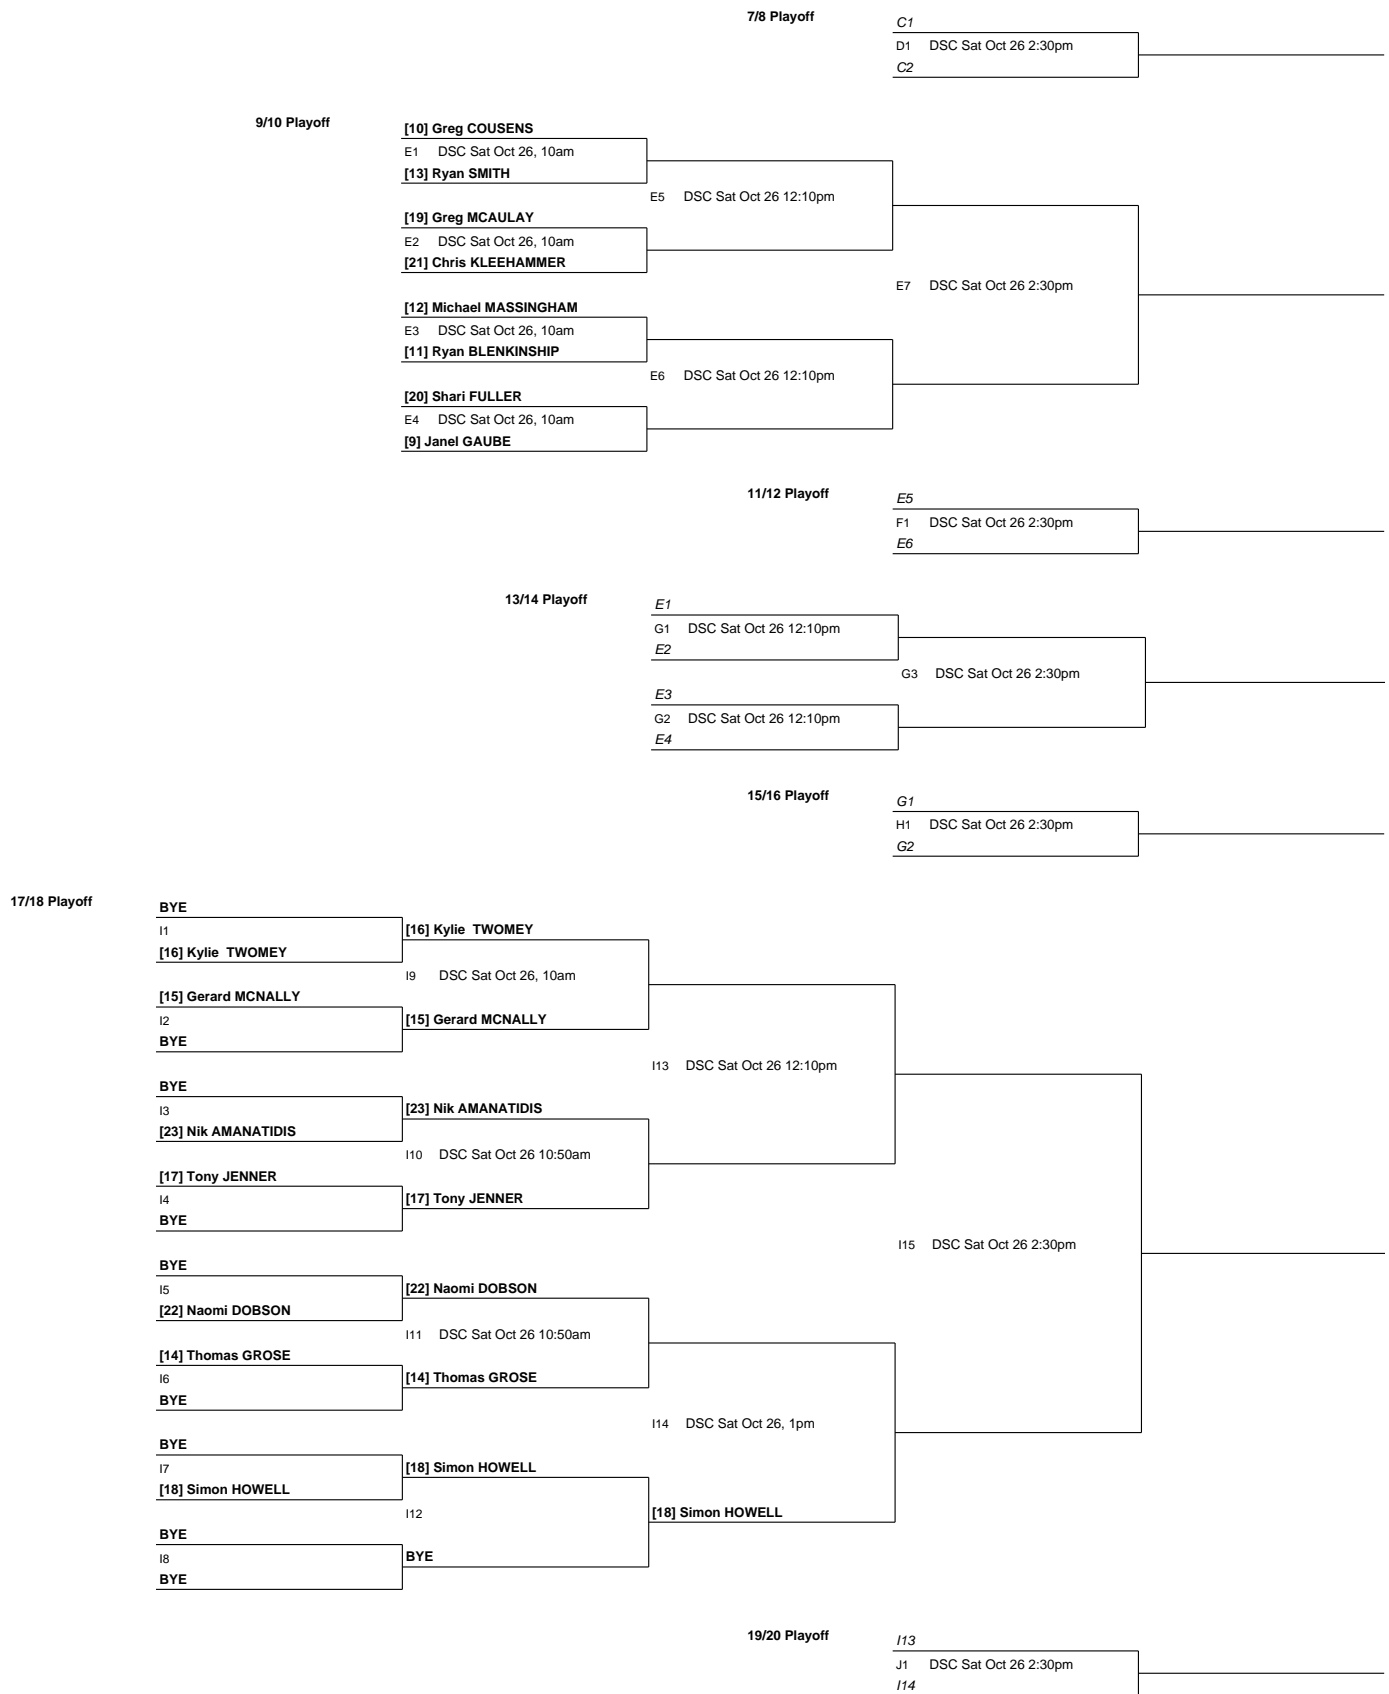 7/8 Playoff
C1
D1 DSC Sat Oct 26 2:30pm
C2
9/10 Playoff
[10] Greg COUSENS
E1 DSC Sat Oct 26, 10am
[13] Ryan SMITH
E5 DSC Sat Oct 26 12:10pm
[19] Greg MCAULAY
E2 DSC Sat Oct 26, 10am
[21] Chris KLEEHAMMER
E7 DSC Sat Oct 26 2:30pm
[12] Michael MASSINGHAM
E3 DSC Sat Oct 26, 10am
[11] Ryan BLENKINSHIP
E6 DSC Sat Oct 26 12:10pm
[20] Shari FULLER
E4 DSC Sat Oct 26, 10am
[9] Janel GAUBE
11/12 Playoff
E5
F1 DSC Sat Oct 26 2:30pm
E6
13/14 Playoff
E1
G1 DSC Sat Oct 26 12:10pm
E2
G3 DSC Sat Oct 26 2:30pm
E3
G2 DSC Sat Oct 26 12:10pm
E4
15/16 Playoff
G1
H1 DSC Sat Oct 26 2:30pm
G2
17/18 Playoff
BYE
I1
[16] Kylie TWOMEY
[16] Kylie TWOMEY
I9 DSC Sat Oct 26, 10am
[15] Gerard MCNALLY
I2
[15] Gerard MCNALLY
BYE
I13 DSC Sat Oct 26 12:10pm
BYE
I3
[23] Nik AMANATIDIS
[23] Nik AMANATIDIS
I10 DSC Sat Oct 26 10:50am
[17] Tony JENNER
I4
[17] Tony JENNER
BYE
I15 DSC Sat Oct 26 2:30pm
BYE
I5
[22] Naomi DOBSON
[22] Naomi DOBSON
I11 DSC Sat Oct 26 10:50am
[14] Thomas GROSE
I6
[14] Thomas GROSE
BYE
I14 DSC Sat Oct 26, 1pm
BYE
I7
[18] Simon HOWELL
[18] Simon HOWELL
I12
[18] Simon HOWELL
BYE
I8
BYE
BYE
19/20 Playoff
I13
J1 DSC Sat Oct 26 2:30pm
I14